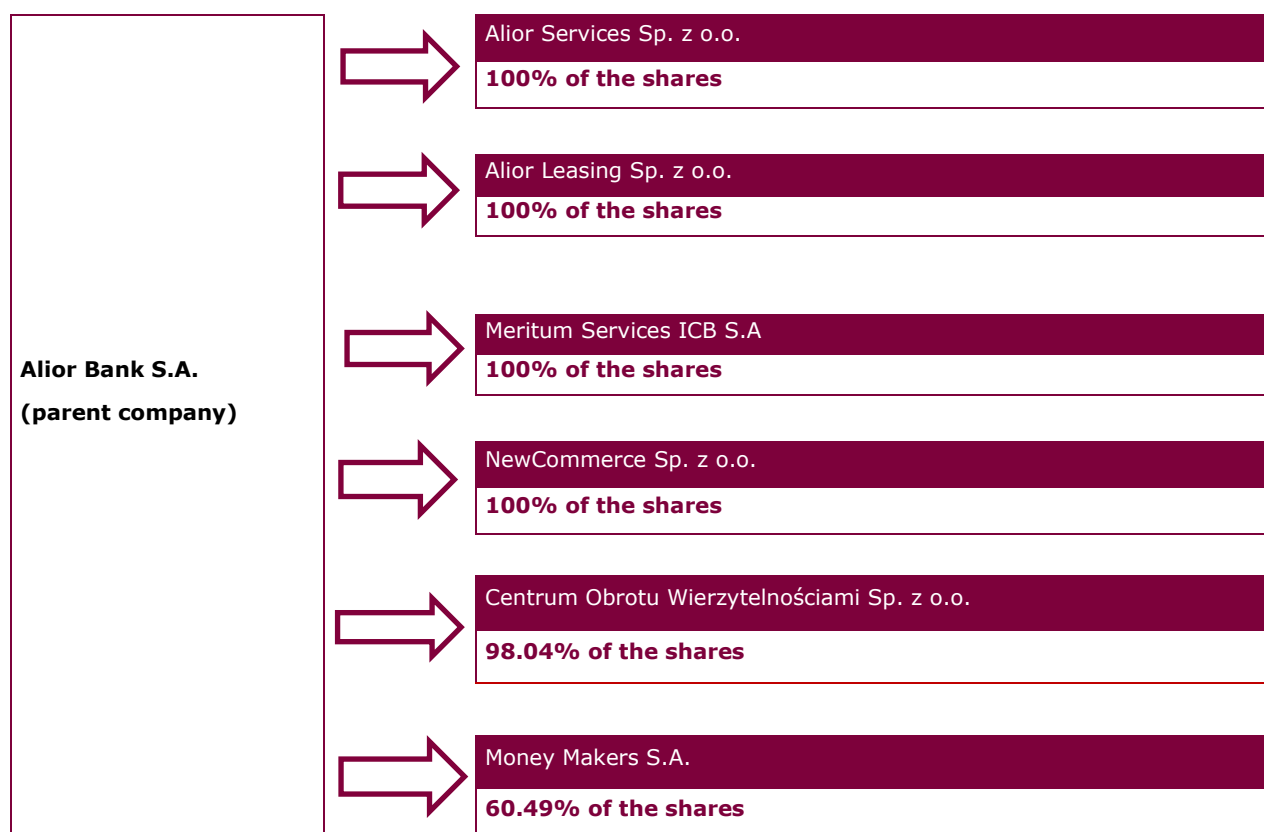 Alior Bank S.A.
(parent company)
Alior Services Sp. z o.o.
100% of the shares
Alior Leasing Sp. z o.o.
100% of the shares
Meritum Services ICB S.A
100% of the shares
NewCommerce Sp. z o.o.
100% of the shares
Centrum Obrotu Wierzytelnościami Sp. z o.o.
98.04% of the shares
Money Makers S.A.
60.49% of the shares